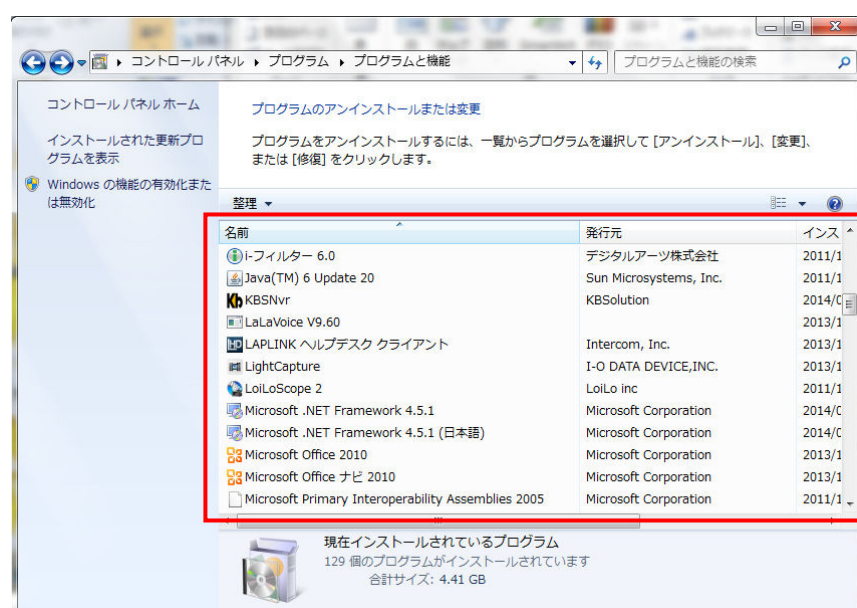 コントロール パネル ▸ プログラム ▸ プログラムと機能
プログラムと機能の検索
コントロール パネル ホーム
インストールされた更新プロ
グラムを表示
Windows の機能の有効化また
は無効化
プログラムのアンインストールまたは変更
プログラムをアンインストールするには、一覧からプログラムを選択して [アンインストール]、[変更]、
または [修復] をクリックします。
整理
名前 発行元 インス
i-フィルター 6.0 デジタルアーツ株式会社 2011/1
Java(TM) 6 Update 20 Sun Microsystems, Inc. 2011/1
KBSNvr KBSolution 2014/0
LaLaVoice V9.60 2013/1
LAPLINK ヘルプデスク クライアント Intercom, Inc. 2013/1
LightCapture I-O DATA DEVICE,INC. 2013/1
LoiLoScope 2 LoiLo inc 2011/1
Microsoft .NET Framework 4.5.1 Microsoft Corporation 2014/0
Microsoft .NET Framework 4.5.1 (日本語) Microsoft Corporation 2014/0
Microsoft Office 2010 Microsoft Corporation 2013/1
Microsoft Office ナビ 2010 Microsoft Corporation 2013/1
Microsoft Primary Interoperability Assemblies 2005 Microsoft Corporation 2011/1
現在インストールされているプログラム
129 個のプログラムがインストールされています
合計サイズ: 4.41 GB